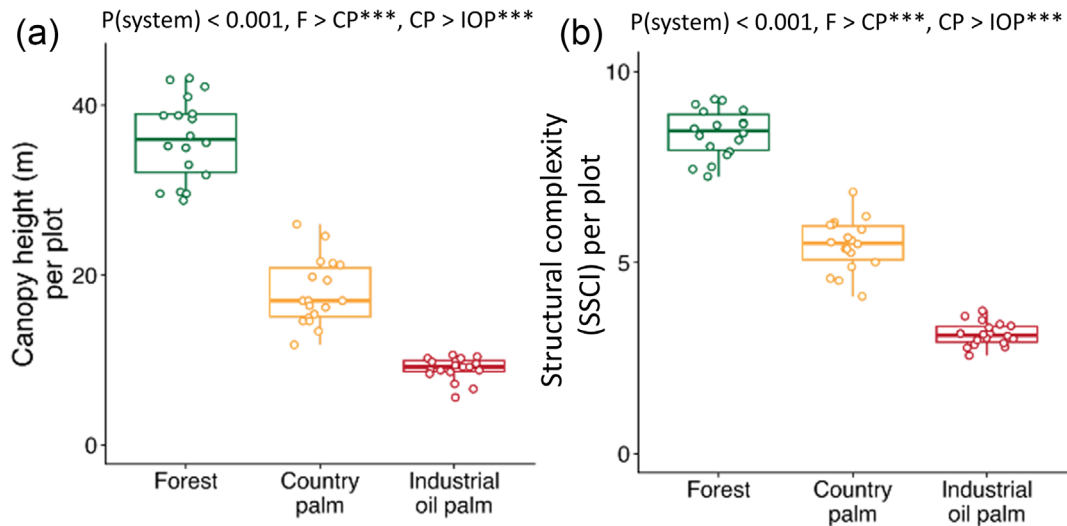 (a)
P(system) < 0.001, F > CP***, CP > IOP***
Canopy height (m)
per plot
40
20
0
Forest
Country
palm
Industrial
oil palm
(b)
P(system) < 0.001, F > CP***, CP > IOP***
Structural complexity
(SSCI) per plot
10
5
0
Forest
Country
palm
Industrial
oil palm